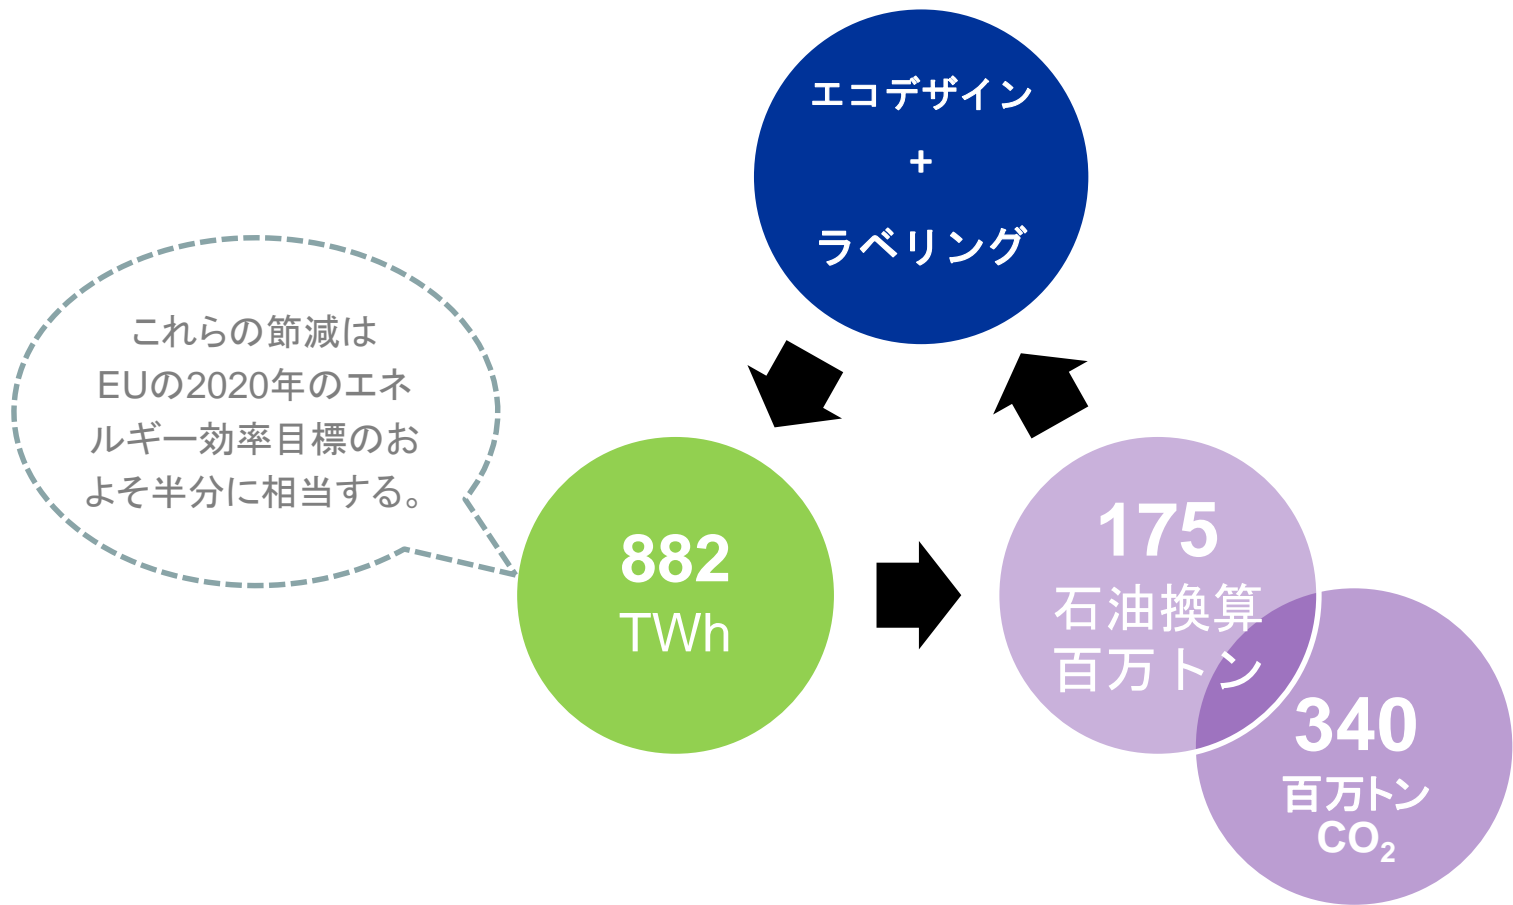 エコデザイン
+
ラベリング
これらの節減は
EUの2020年のエネ
ルギー効率目標のお
よそ半分に相当する。
882
TWh
175
石油換算
百万トン
340
百万トン
CO₂